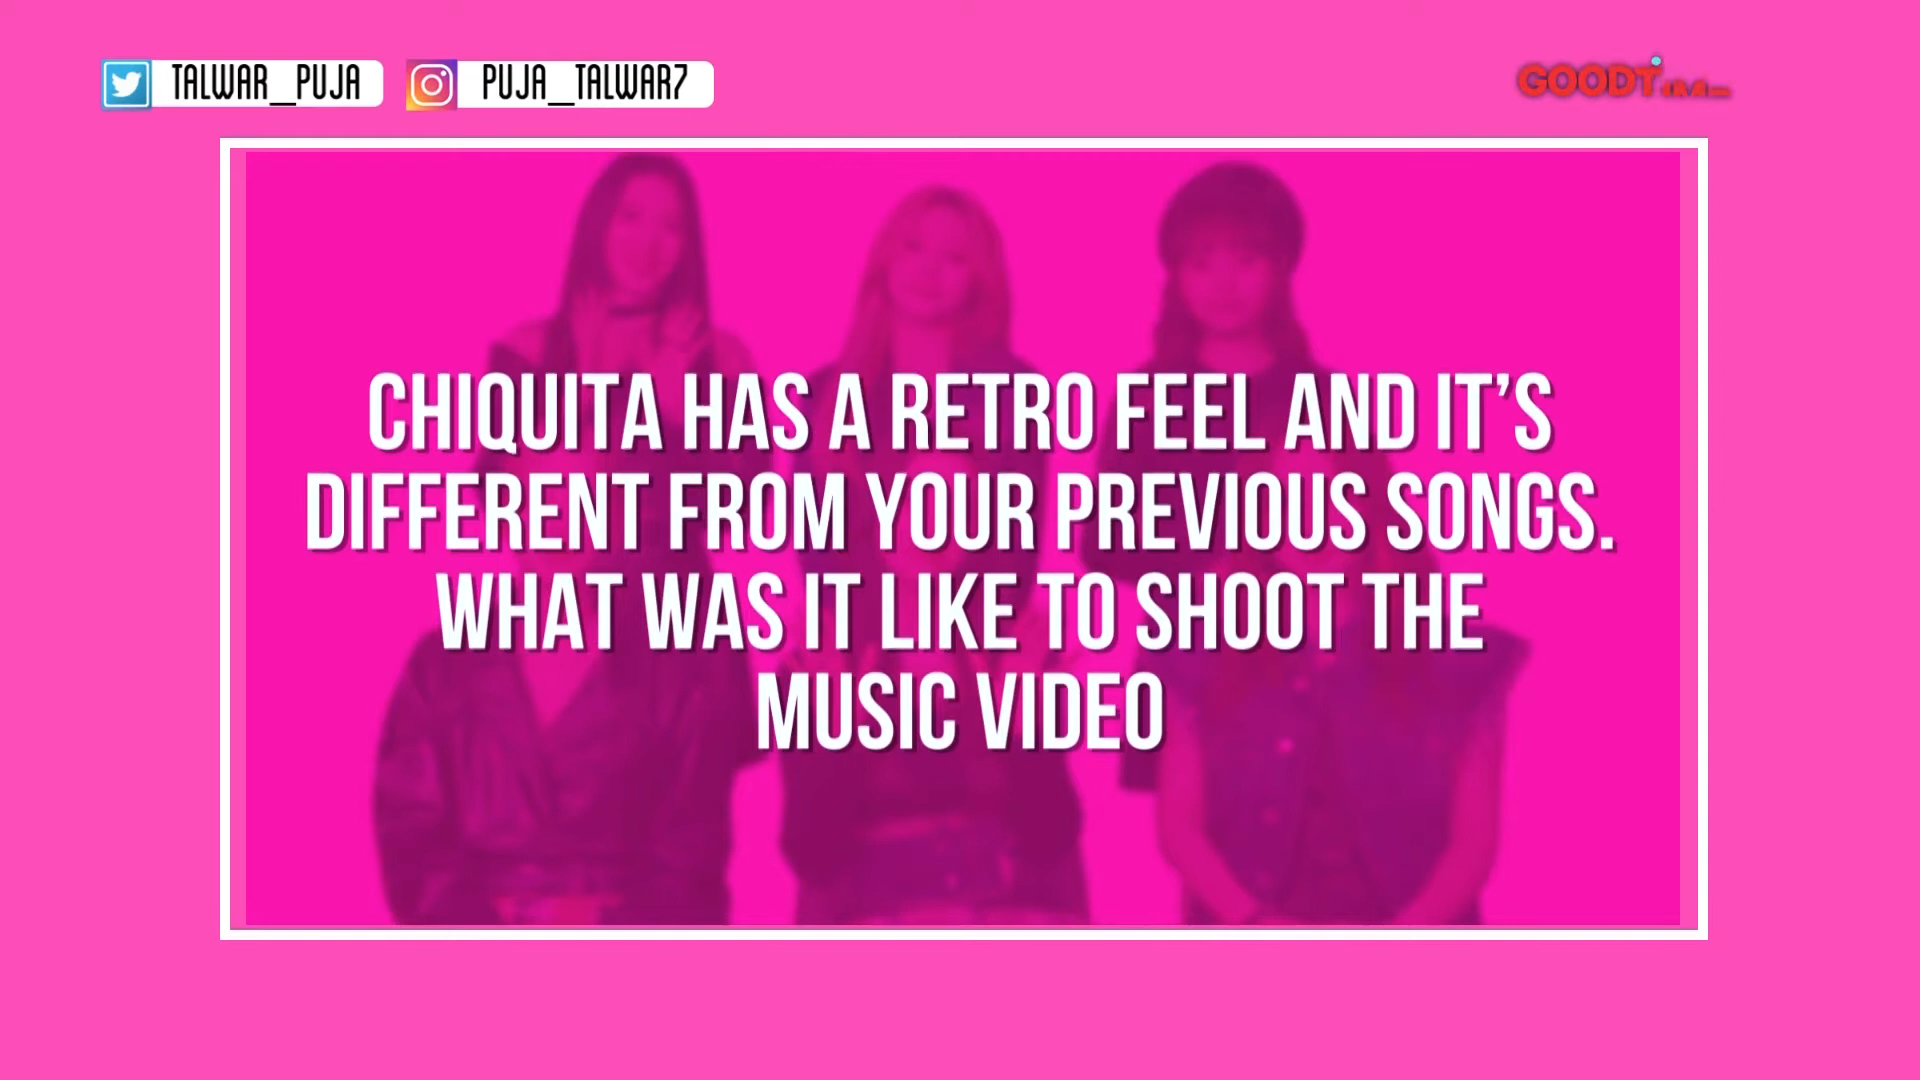 TALWAR_PUJA
PUJA_TALWAR7
CHIQUITA HAS A RETRO FEEL AND IT'S
DIFFERENT FROM YOUR PREVIOUS SONGS.
WHAT WAS IT LIKE TO SHOOT THE
MUSIC VIDEO